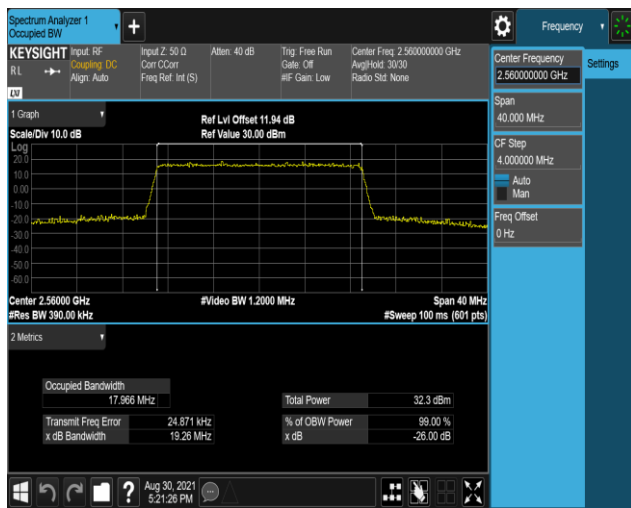 Spectrum Analyzer 1
Occupied BW
Frequency
KEYSIGHT
RL
LXI
Input: RF
Coupling: DC
Align: Auto
Input Z: 50 Ω
Corr CCorr
Freq Ref: Int (S)
Atten: 40 dB
Trig: Free Run
Gate: Off
#IF Gain: Low
Center Freq: 2.560000000 GHz
Avg|Hold: 30/30
Radio Std: None
Center Frequency
2.560000000 GHz
Settings
Span
40.000 MHz
CF Step
4.000000 MHz
Auto
Man
Freq Offset
0 Hz
1 Graph
Scale/Div 10.0 dB
Ref Lvl Offset 11.94 dB
Ref Value 30.00 dBm
Log
20.0
10.0
0.00
-10.0
-20.0
-30.0
-40.0
-50.0
-60.0
Center 2.56000 GHz
#Video BW 1.2000 MHz
Span 40 MHz
#Res BW 390.00 kHz
#Sweep 100 ms (601 pts)
2 Metrics
Occupied Bandwidth
17.966 MHz
Total Power
32.3 dBm
Transmit Freq Error
24.871 kHz
% of OBW Power
99.00 %
x dB Bandwidth
19.26 MHz
x dB
-26.00 dB
?
Aug 30, 2021
5:21:26 PM